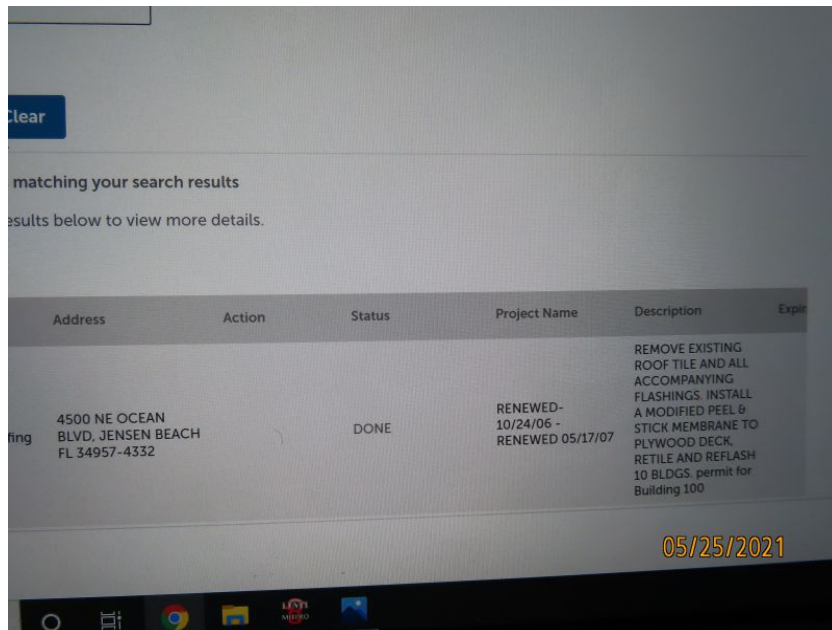 Clear
matching your search results
esults below to view more details.
Address Action Status Project Name Description Expir
fing
4500 NE OCEAN
BLVD, JENSEN BEACH
FL 34957-4332
DONE
RENEWED-
10/24/06 -
RENEWED 05/17/07
REMOVE EXISTING
ROOF TILE AND ALL
ACCOMPANYING
FLASHINGS. INSTALL
A MODIFIED PEEL &
STICK MEMBRANE TO
PLYWOOD DECK,
RETILE AND REFLASH
10 BLDGS. permit for
Building 100
05/25/2021